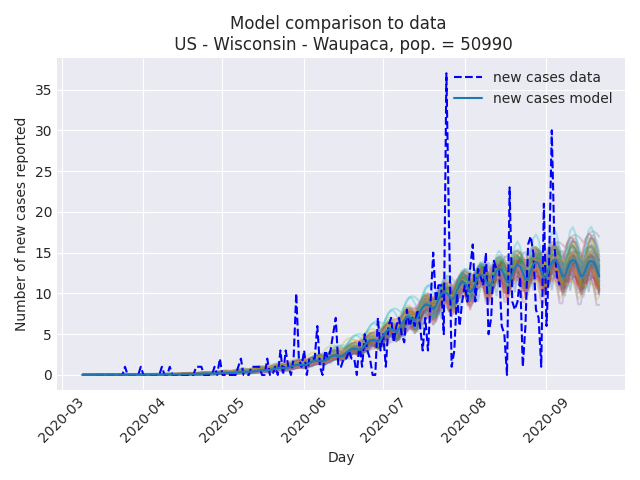 Model comparison to data
US - Wisconsin - Waupaca, pop. = 50990
new cases data
new cases model
Number of new cases reported
35
30
25
20
15
10
5
0
2020-03
2020-04
2020-05
2020-06
2020-07
2020-08
2020-09
Day